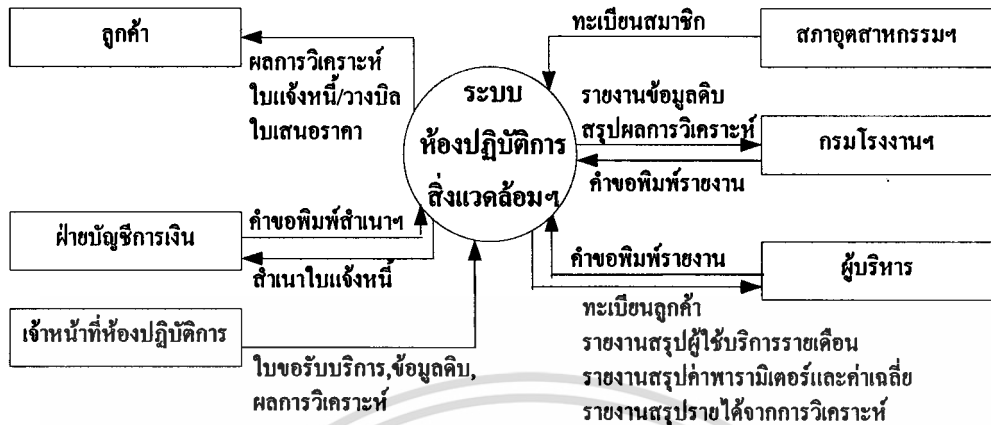 ลูกค้า
ผลการวิเคราะห์
ใบแจ้งหนี้/วางบิล
ใบเสนอราคา
ทะเบียนสมาชิก
สภาอุตสาหกรรมฯ
ระบบ
ห้องปฏิบัติการ
สิ่งแวดล้อมฯ
รายงานข้อมูลดิบ
สรุปผลการวิเคราะห์
กรมโรงงานฯ
คำขอพิมพ์รายงาน
ฝ่ายบัญชีการเงิน
คำขอพิมพ์สำเนาฯ
สำเนาใบแจ้งหนี้
คำขอพิมพ์รายงาน
ผู้บริหาร
เจ้าหน้าที่ห้องปฏิบัติการ
ใบขอรับบริการ,ข้อมูลดิบ,
ผลการวิเคราะห์
ทะเบียนลูกค้า
รายงานสรุปผู้ใช้บริการรายเดือน
รายงานสรุปค่าพารามิเตอร์และค่าเฉลี่ย
รายงานสรุปรายได้จากการวิเคราะห์